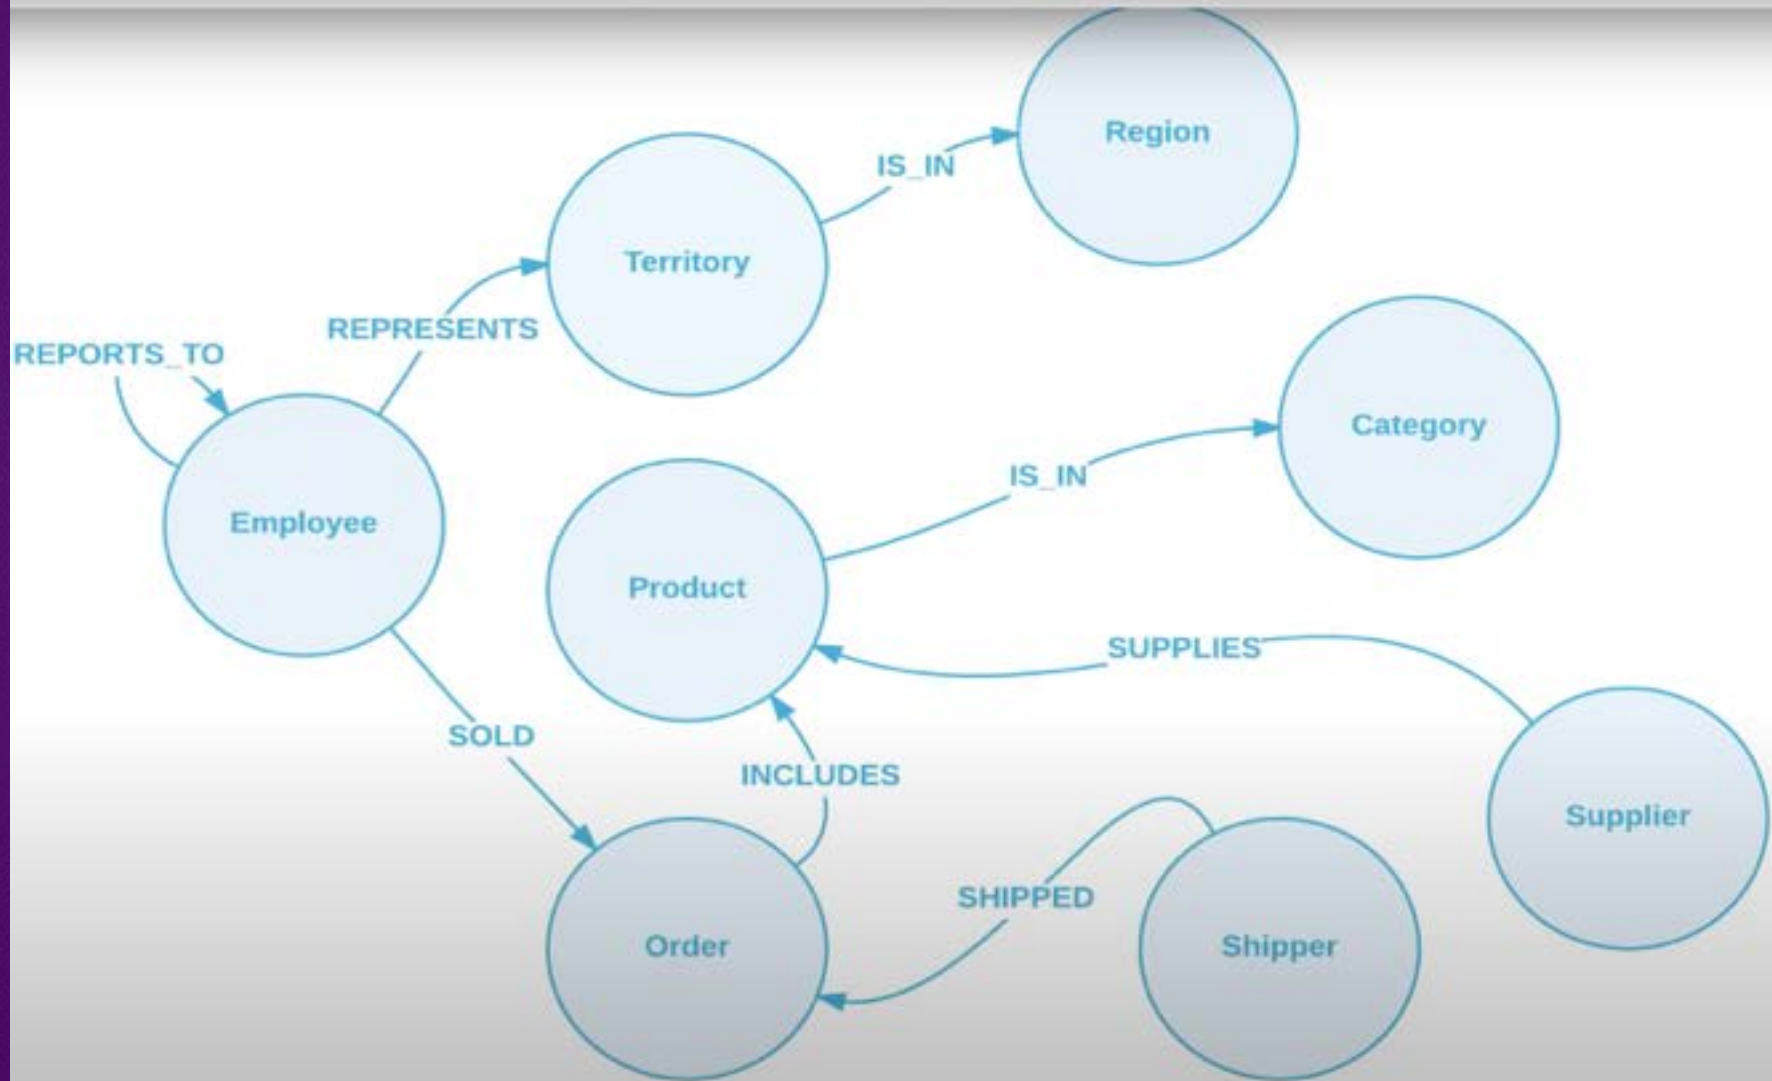 Region
IS_IN
Territory
REPRESENTS
REPORTS_TO
Category
IS_IN
Employee
Product
SUPPLIES
SOLD
INCLUDES
Supplier
SHIPPED
Order
Shipper